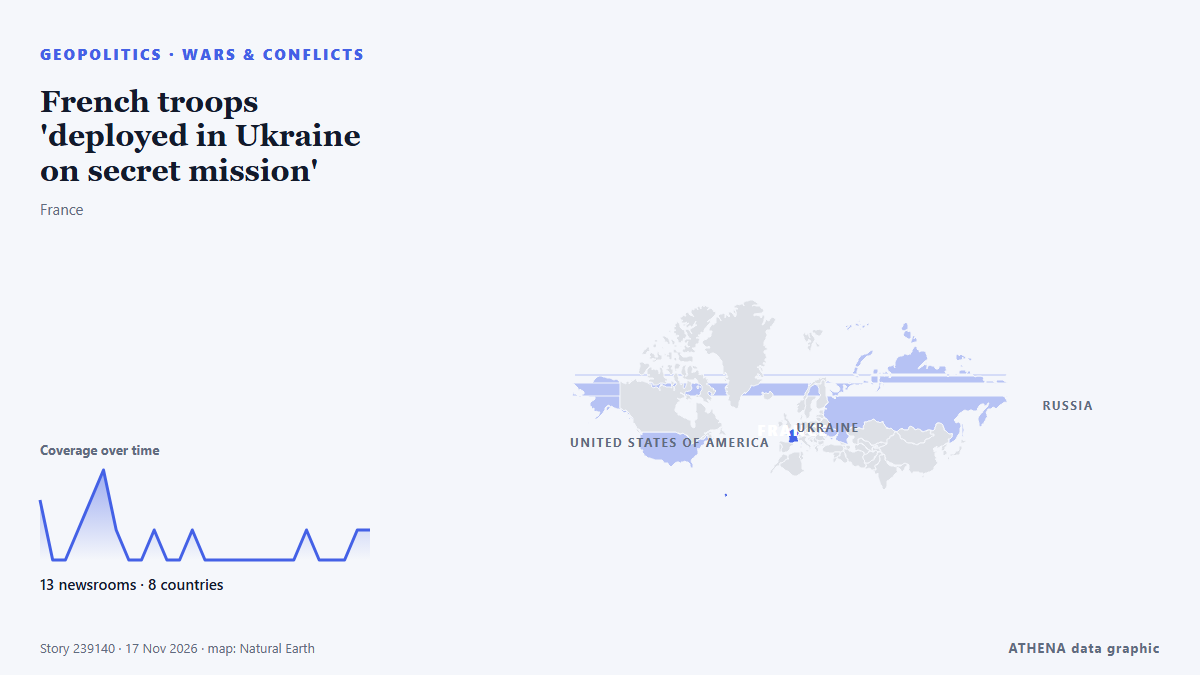 GEOPOLITICS · WARS & CONFLICTS
French troops
'deployed in Ukraine
on secret mission'
France
Coverage over time
13 newsrooms · 8 countries
Story 239140 · 17 Nov 2026 · map: Natural Earth
RUSSIA
UKRAINE
UNITED STATES OF AMERICA
ATHENA data graphic